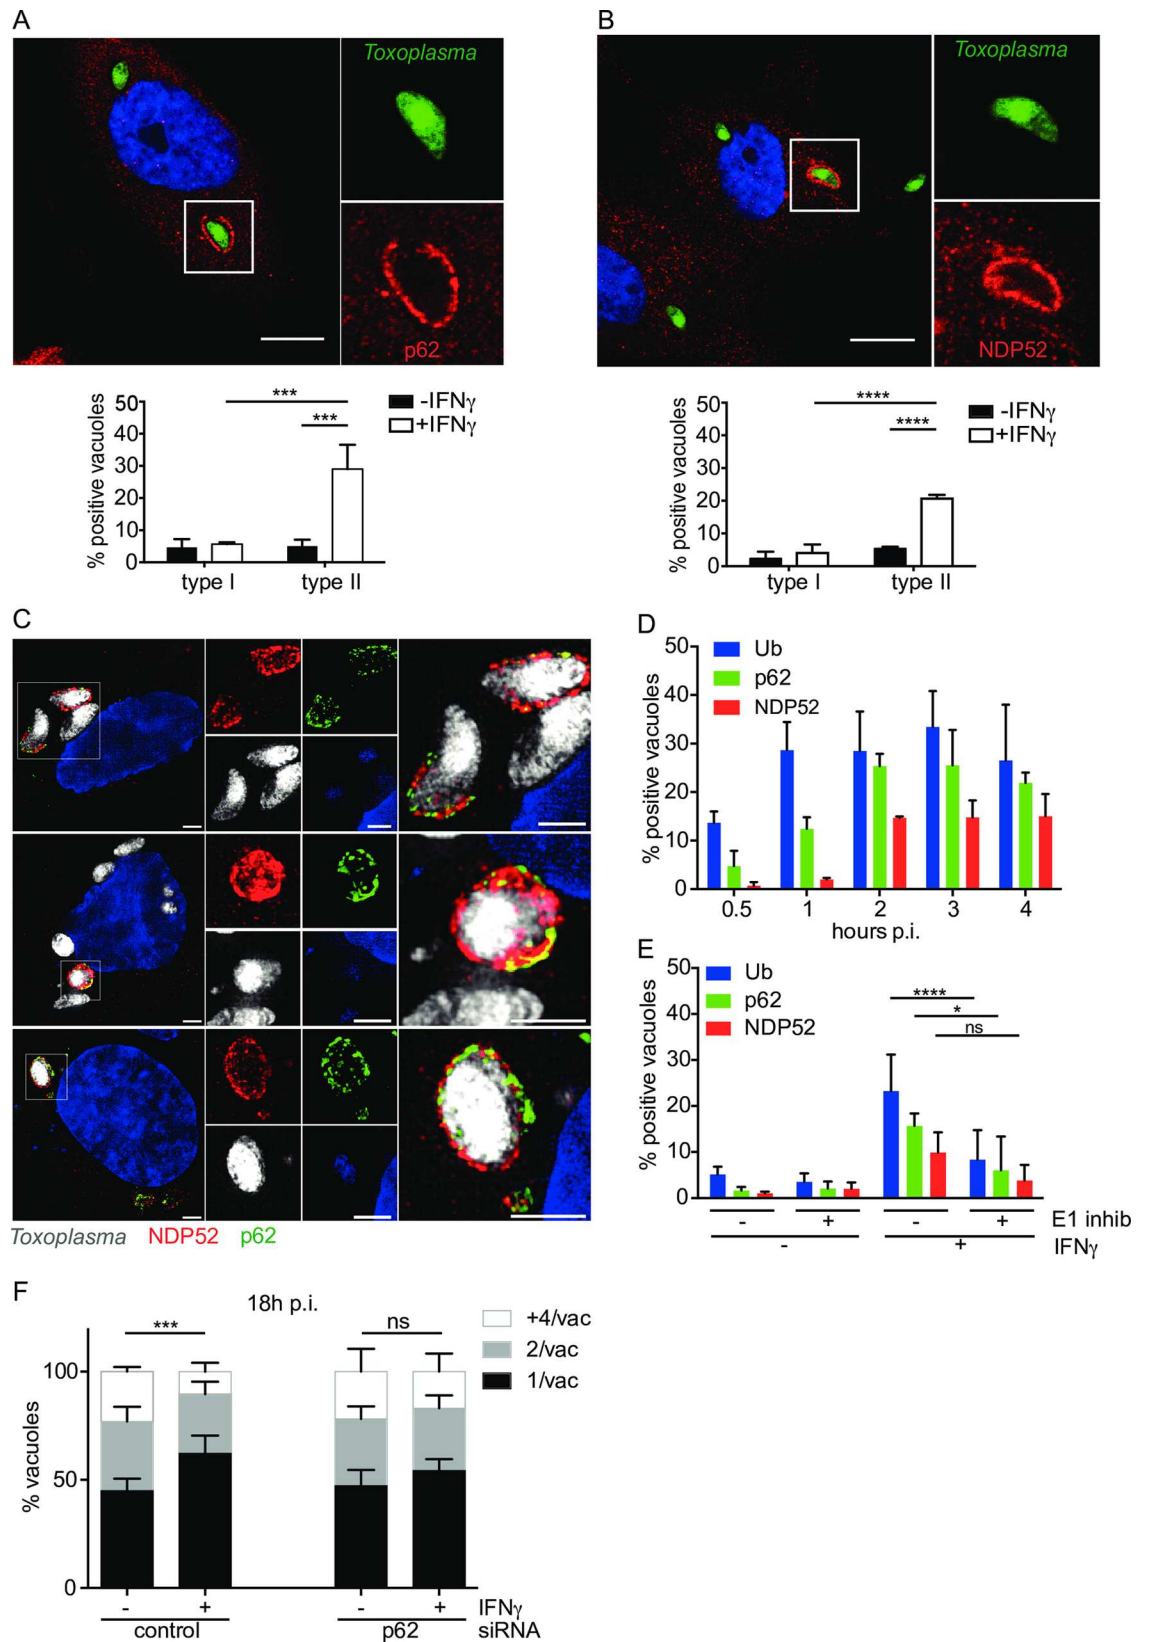 A
Toxoplasma
p62
% positive vacuoles
50
40
30
20
10
0
***
***
-IFNγ
+IFNγ
type I
type II
B
Toxoplasma
NDP52
% positive vacuoles
50
40
30
20
10
0
****
****
-IFNγ
+IFNγ
type I
type II
C
Toxoplasma NDP52 p62
D
% positive vacuoles
50
40
30
20
10
0
Ub
p62
NDP52
0.5 1 2 3 4
hours p.i.
E
% positive vacuoles
50
40
30
20
10
0
Ub
p62
NDP52
****
*
ns
- + - + E1 inhib
- + IFNγ
F
18h p.i.
% vacuoles
100
50
0
***
ns
+4/vac
2/vac
1/vac
- + - + IFNγ
control p62 siRNA